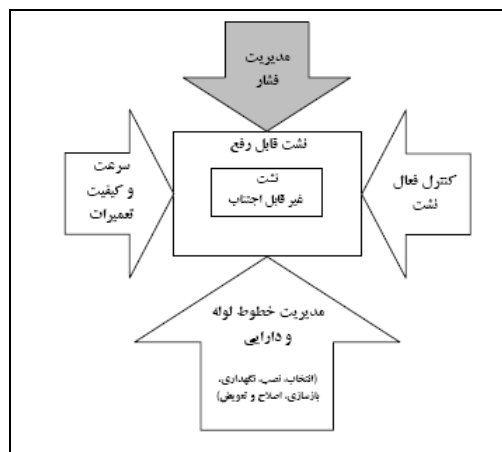 مدیریت
فشار
نشت قابل رفع
نشت
غیر قابل اجتناب
کنترل فعال
نشت
سرعت
و کیفیت
تعمیرات
مدیریت خطوط لوله
و دارایی
(انتخاب، نصب، نگهداری،
بازسازی، اصلاح و تعویض)